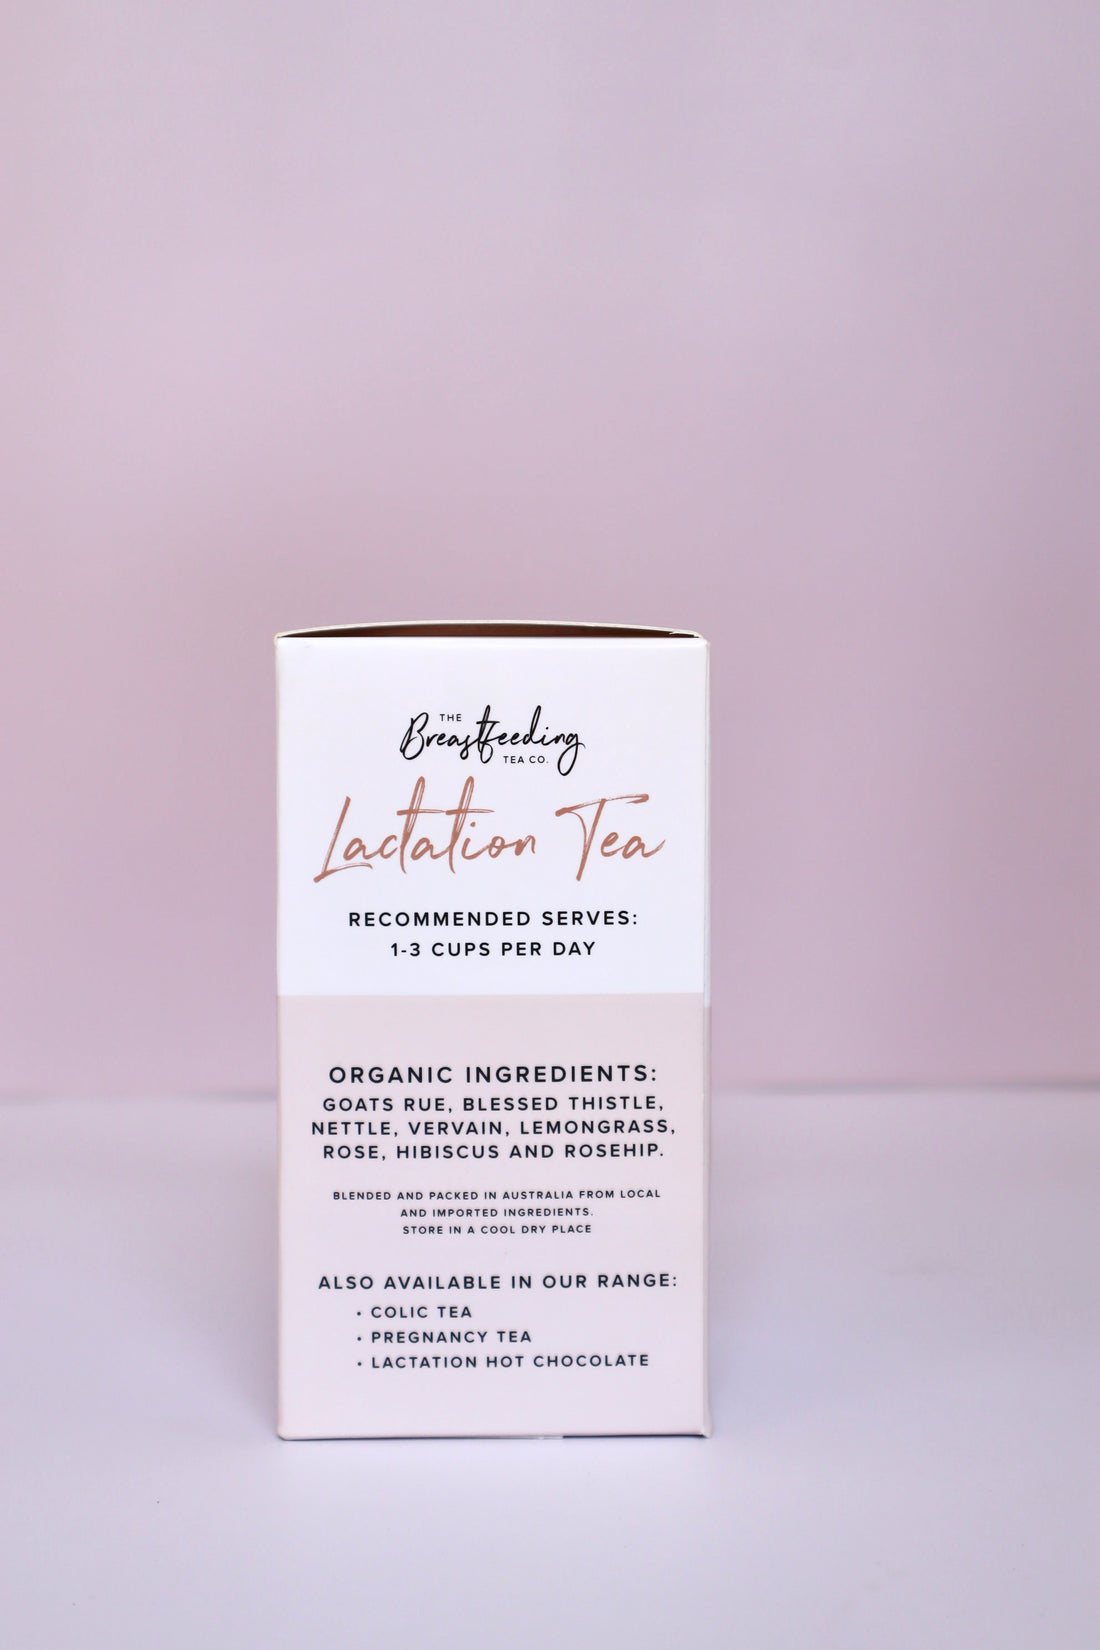 THE
Breastfeeding
TEA CO.
Lactation Tea
RECOMMENDED SERVES:
1-3 CUPS PER DAY
ORGANIC INGREDIENTS:
GOATS RUE, BLESSED THISTLE,
NETTLE, VERVAIN, LEMONGRASS,
ROSE, HIBISCUS AND ROSEHIP.
BLENDED AND PACKED IN AUSTRALIA FROM LOCAL
AND IMPORTED INGREDIENTS.
STORE IN A COOL DRY PLACE
ALSO AVAILABLE IN OUR RANGE:
• COLIC TEA
• PREGNANCY TEA
• LACTATION HOT CHOCOLATE